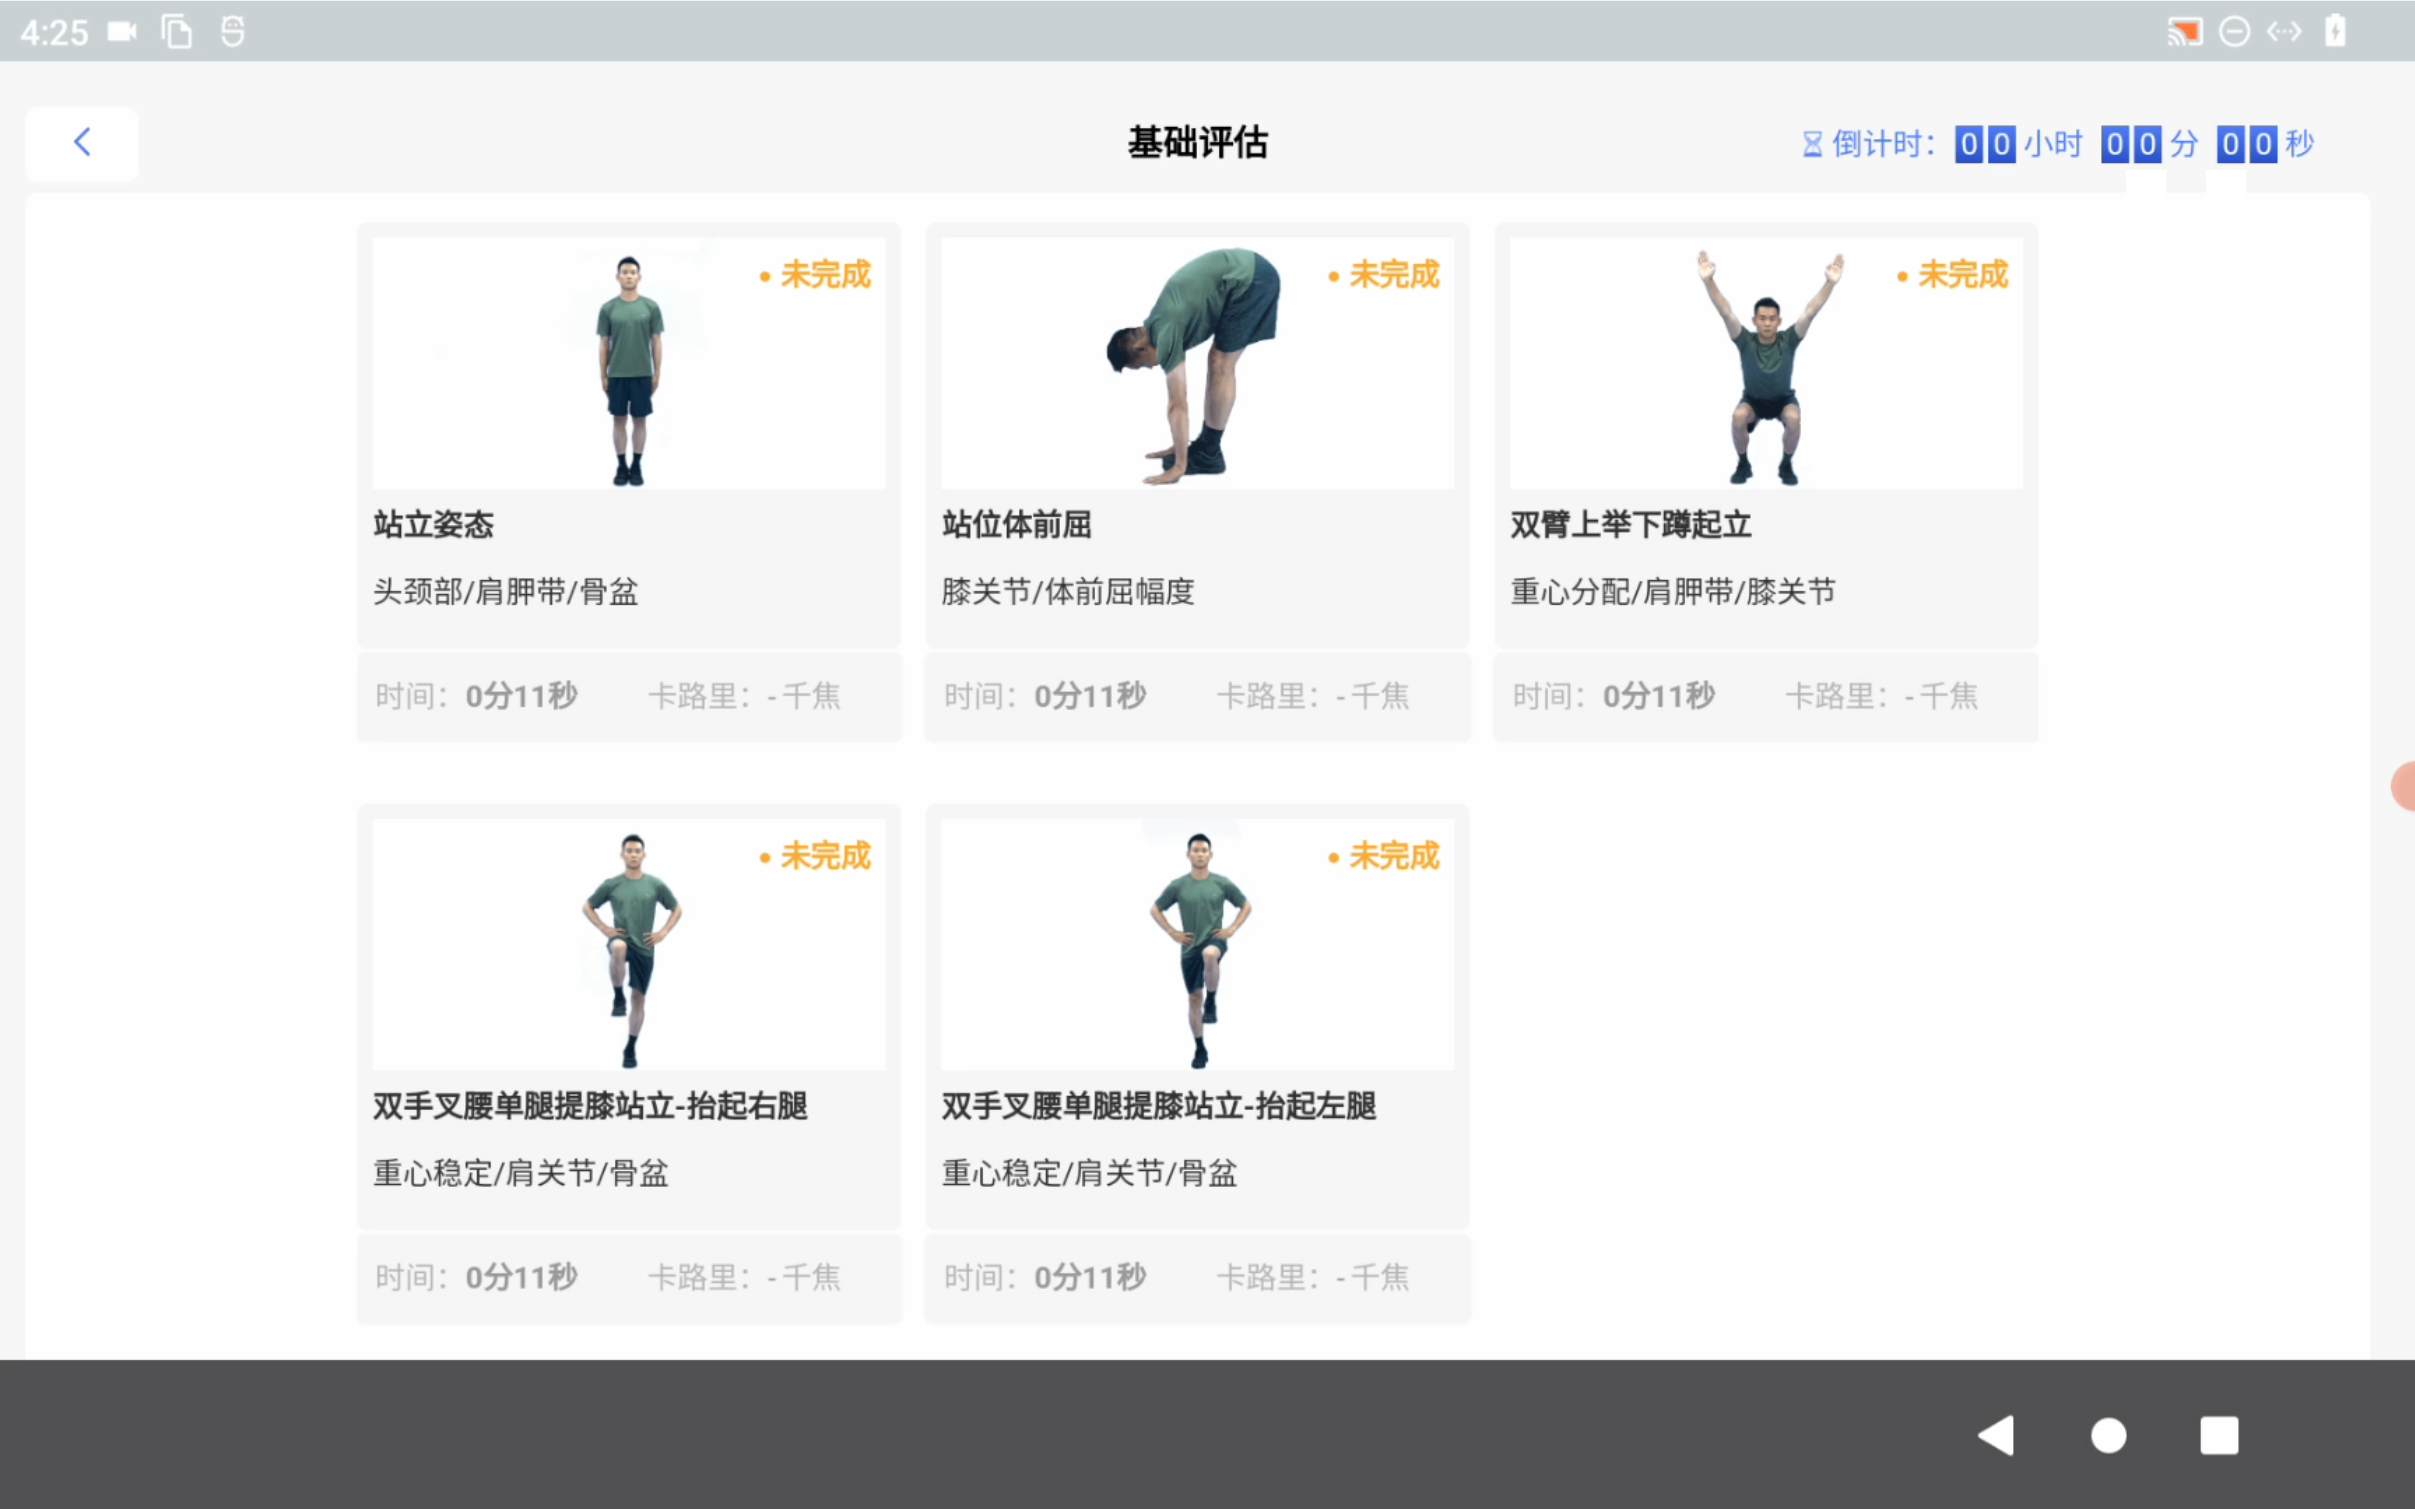 4:25
基础评估
倒计时：00小时 00分 00秒
未完成
未完成
未完成
站立姿态
站位体前屈
双臂上举下蹲起立
头颈部/肩胛带/骨盆
膝关节/体前屈幅度
重心分配/肩胛带/膝关节
时间：0分11秒 卡路里：-千焦
时间：0分11秒 卡路里：-千焦
时间：0分11秒 卡路里：-千焦
未完成
未完成
双手叉腰单腿提膝站立-抬起右腿
双手叉腰单腿提膝站立-抬起左腿
重心稳定/肩关节/骨盆
重心稳定/肩关节/骨盆
时间：0分11秒 卡路里：-千焦
时间：0分11秒 卡路里：-千焦